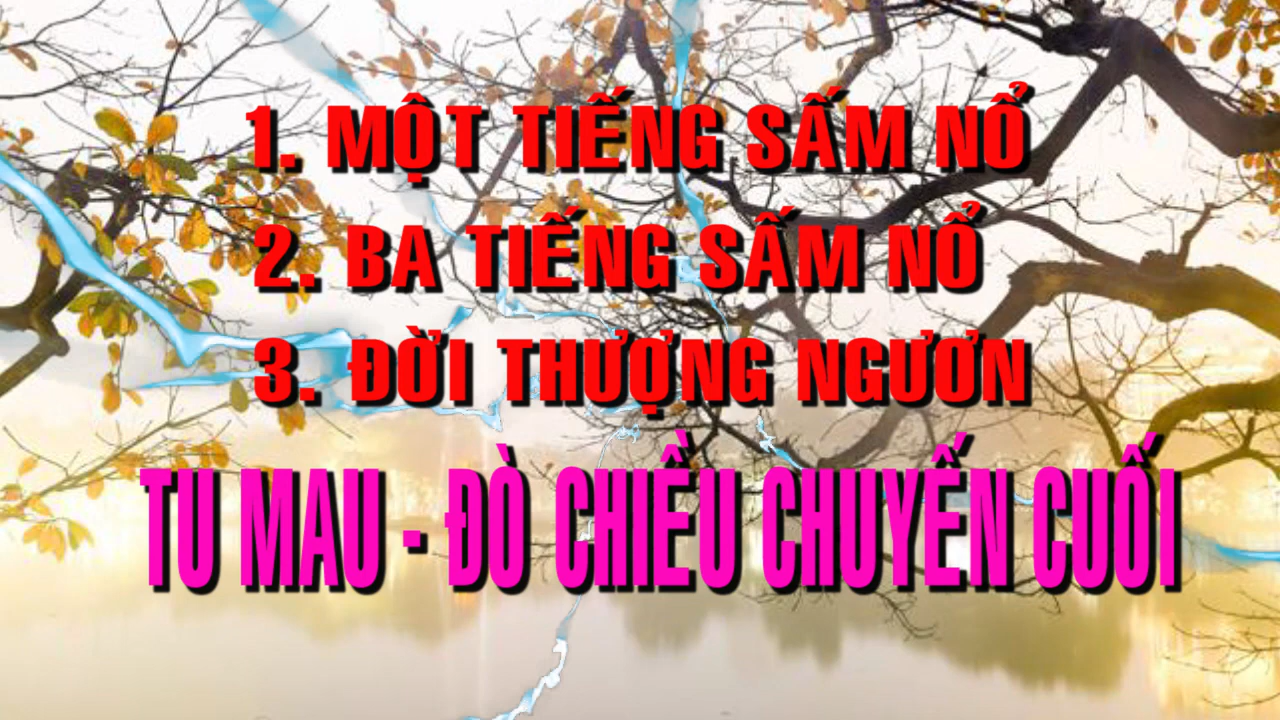 1. MỘT TIẾNG SẤM NỔ
2. BA TIẾNG SẤM NỔ
3. ĐỜI THƯỢNG NGƯƠN
TU MAU - ĐÒ CHIỀU CHUYẾN CUỐI